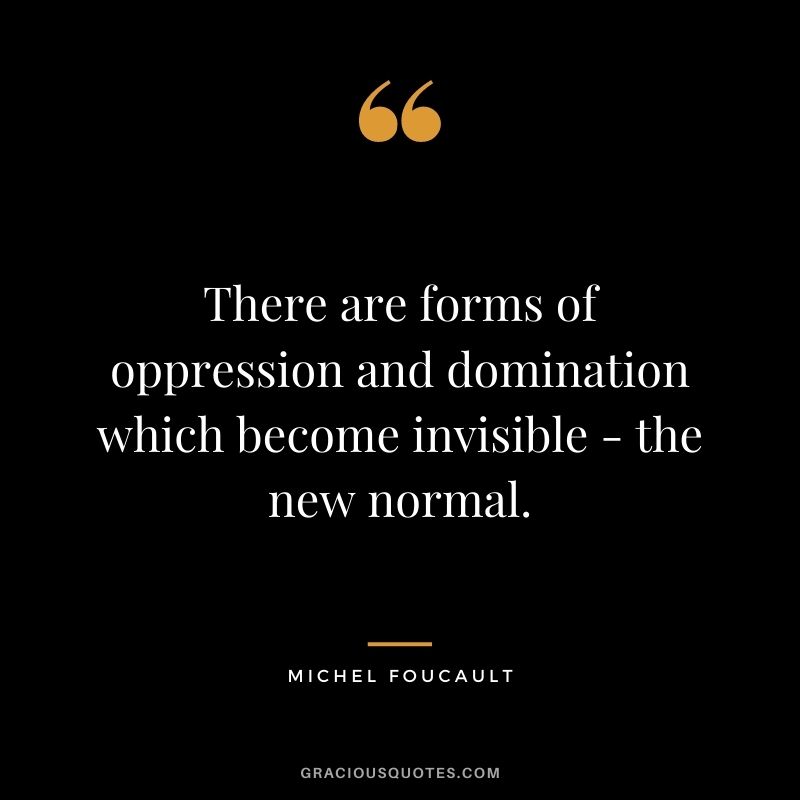 “
There are forms of
oppression and domination
which become invisible - the
new normal.
MICHEL FOUCAULT
GRACIOUSQUOTES.COM